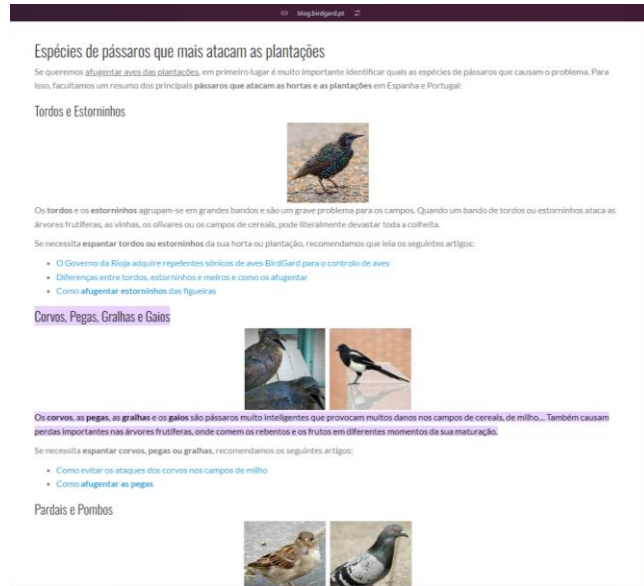 blog.birdgard.pt
Espécies de pássaros que mais atacam as plantações
Se queremos afugentar aves das plantações, em primeiro lugar é muito importante identificar quais as espécies de pássaros que causam o problema. Para
isso, facultamos um resumo dos principais pássaros que atacam as hortas e as plantações em Espanha e Portugal:
Tordos e Estorninhos
Os tordos e os estorninhos agrupam-se em grandes bandos e são um grave problema para os campos. Quando um bando de tordos ou estorninhos ataca as
árvores frutíferas, as vinhas, os olivares ou os campos de cereais, pode literalmente devastar toda a colheita.
Se necessita espantar tordos ou estorninhos da sua horta ou plantação, recomendamos que leia os seguintes artigos:
• O Governo da Rioja adquire repelentes sónicos de aves BirdGard para o controlo de aves
• Diferenças entre tordos, estorninhos e melros e como os afugentar
• Como afugentar estorninhos das figueiras
Corvos, Pegas, Gralhas e Gaios
Os corvos, as pegas, as gralhas e os gaios são pássaros muito inteligentes que provocam muitos danos nos campos de cereais, de milho... Também causam
perdas importantes nas árvores frutíferas, onde comem os rebentos e os frutos em diferentes momentos da sua maturação.
Se necessita espantar corvos, pegas ou gralhas, recomendamos os seguintes artigos:
• Como evitar os ataques dos corvos nos campos de milho
• Como afugentar as pegas
Pardais e Pombos